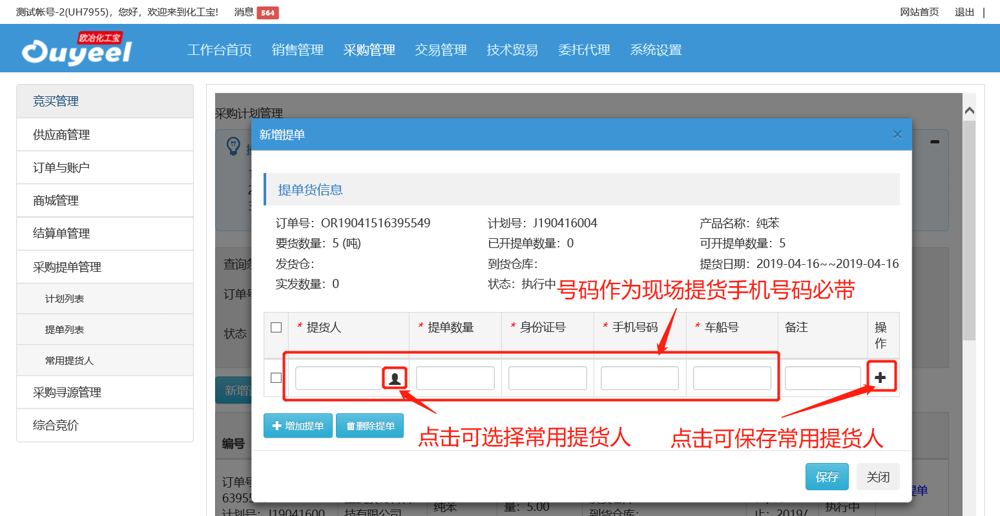 测试帐号-2(UH7955)，您好，欢迎来到化工宝!  消息 564  网站首页  退出 |
欧冶化工宝
Ouyeel
工作台首页  销售管理  采购管理  交易管理  技术贸易  委托代理  系统设置
竞买管理
供应商管理
订单与账户
商城管理
结算单管理
采购提单管理
计划列表
提单列表
常用提货人
采购寻源管理
综合竞价
采购计划管理
新增提单 ×
提单货信息
订单号：OR19041516395549  计划号：J190416004  产品名称：纯苯
要货数量：5 (吨)  已开提单数量：0  可开提单数量：5
发货仓：  到货仓库：  提货日期：2019-04-16~~2019-04-16
实发数量：0  状态：执行中
号码作为现场提货手机号码必带
* 提货人  * 提单数量  * 身份证号  * 手机号码  * 车船号  备注  操作
增加提单  删除提单
点击可选择常用提货人  点击可保存常用提货人
保存  关闭
查询
订单号
状态
新增
编号
订单号
6395
计划号：J19041600
技有限公司
纯苯
量：5.00
到货仓库：
止：2019/
执行中
提单